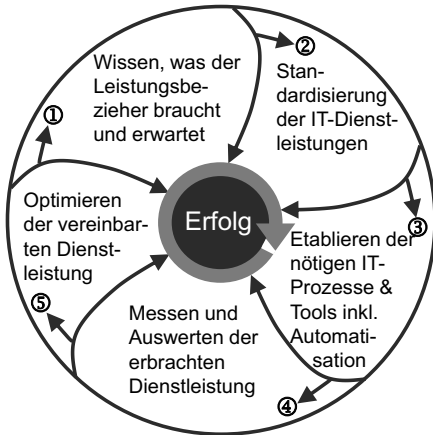 ①
Wissen, was der
Leistungsbe-
zieher braucht
und erwartet
②
Stan-
dardisierung
der IT-Dienst-
leistungen
③
Etablieren der
nötigen IT-
Prozesse &
Tools inkl.
Automati-
sation
④
Messen und
Auswerten der
erbrachten
Dienstleistung
⑤
Optimieren
der vereinbar-
ten Dienst-
leistung
Erfolg